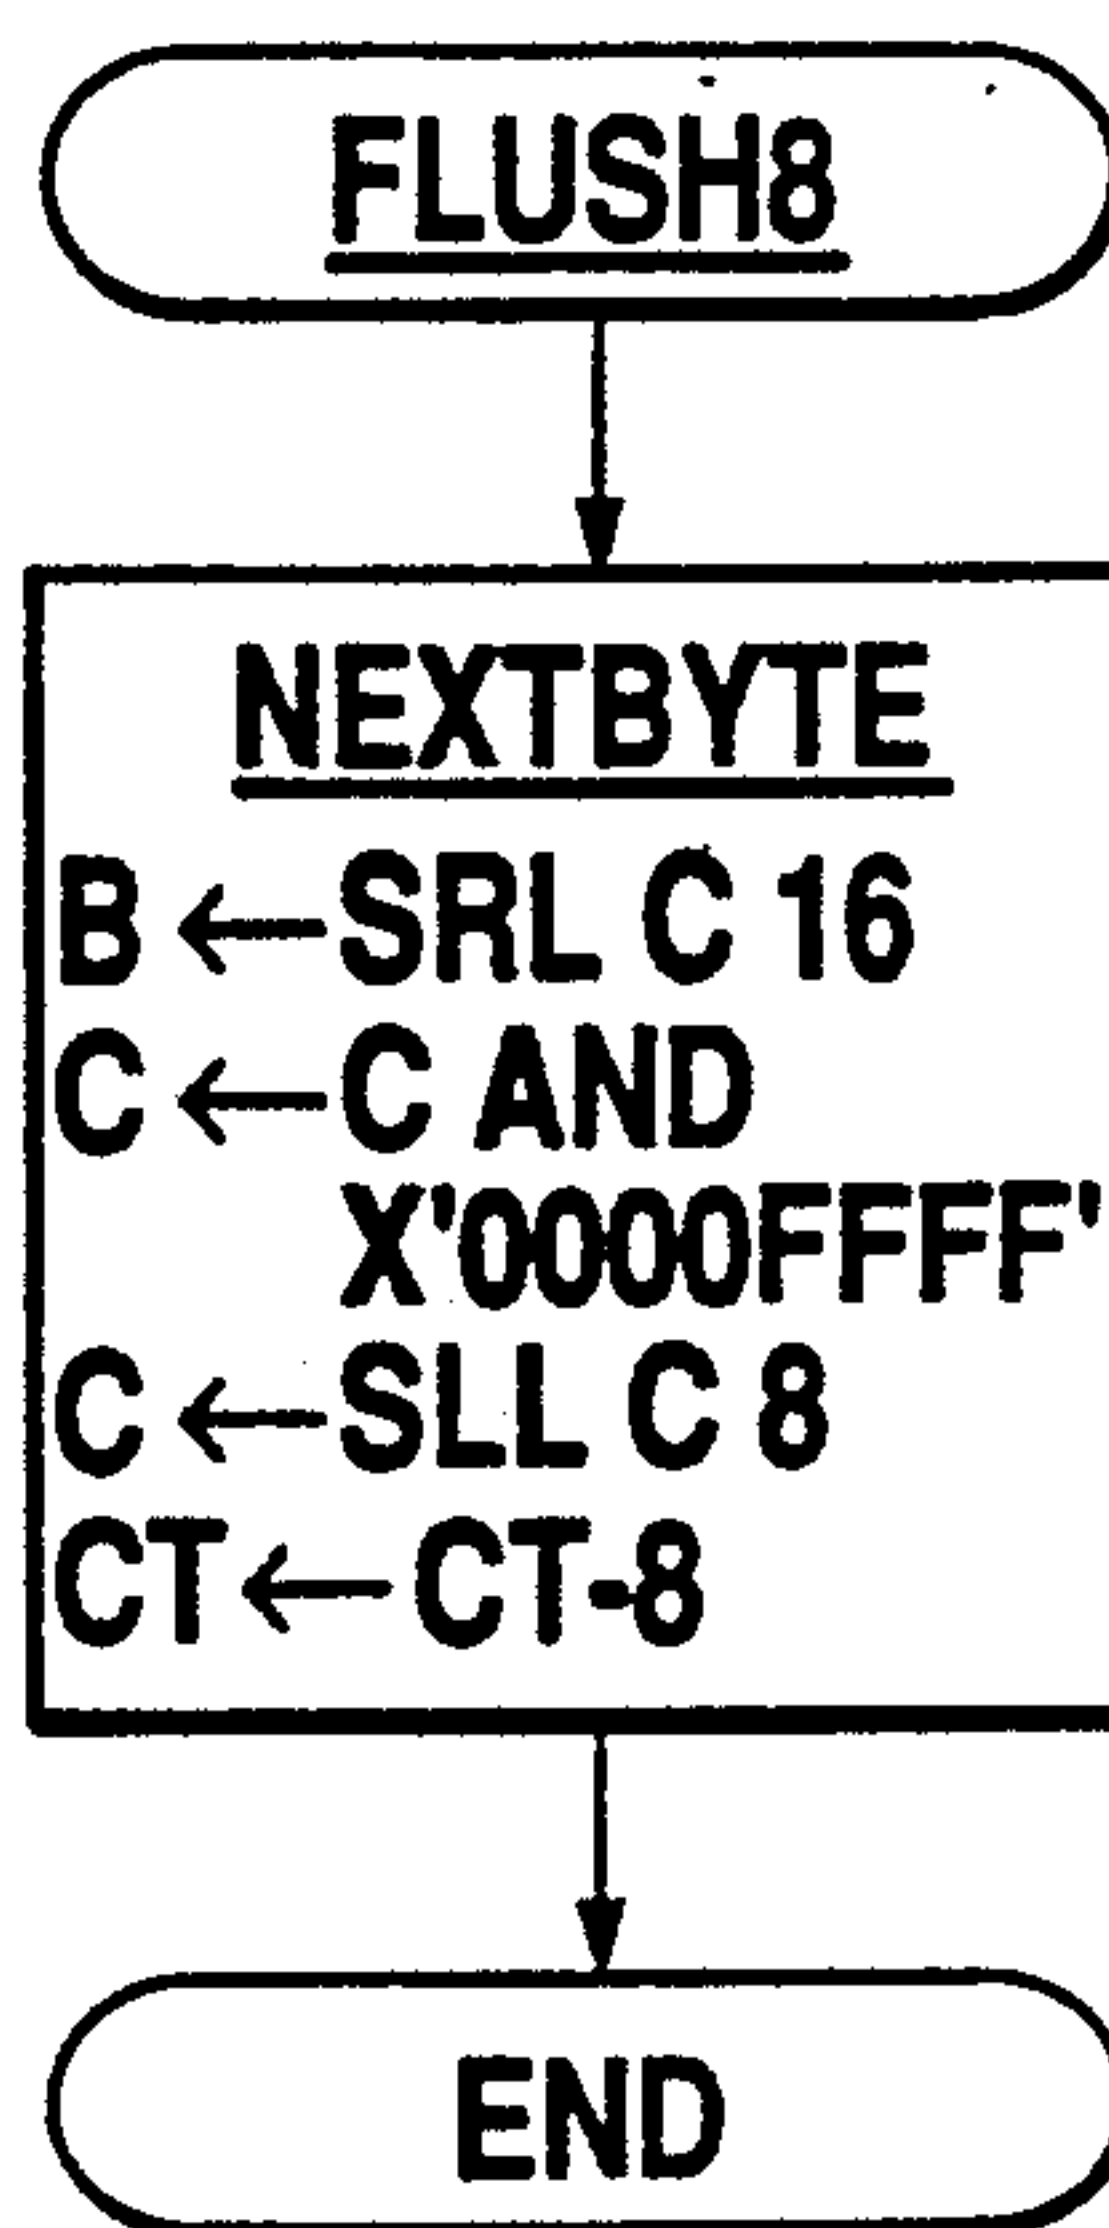 FLUSH8
NEXTBYTE
B ← SRL C 16
C ← C AND
X'0000FFFF'
C ← SLL C 8
CT ← CT-8
END